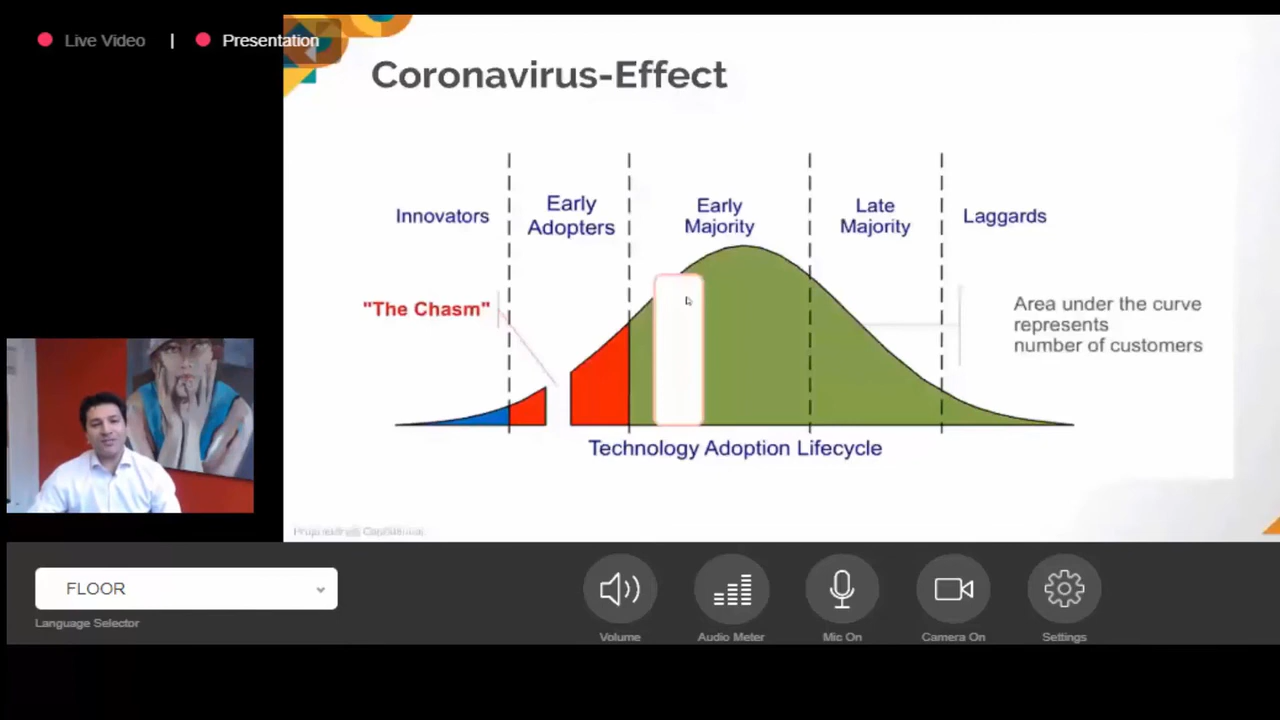 Live Video | Presentation
Coronavirus-Effect
Innovators
Early
Adopters
Early
Majority
Late
Majority
Laggards
"The Chasm"
Area under the curve
represents
number of customers
Technology Adoption Lifecycle
FLOOR
Language Selector
Volume
Audio Meter
Mic On
Camera On
Settings